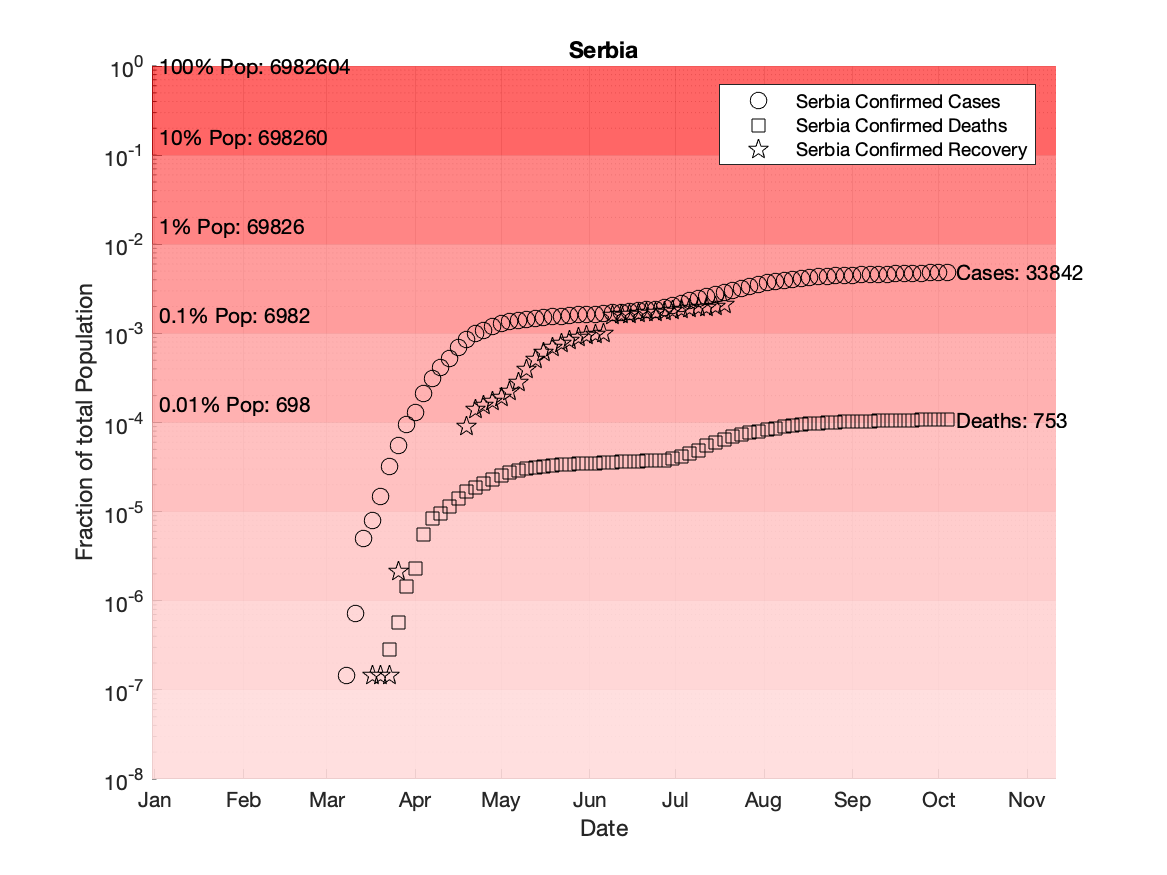 Serbia
10^0
100% Pop: 6982604
Serbia Confirmed Cases
Serbia Confirmed Deaths
Serbia Confirmed Recovery
10% Pop: 698260
10^-1
1% Pop: 69826
10^-2
Cases: 33842
0.1% Pop: 6982
10^-3
0.01% Pop: 698
10^-4
Deaths: 753
10^-5
10^-6
10^-7
10^-8
Fraction of total Population
Jan Feb Mar Apr May Jun Jul Aug Sep Oct Nov
Date